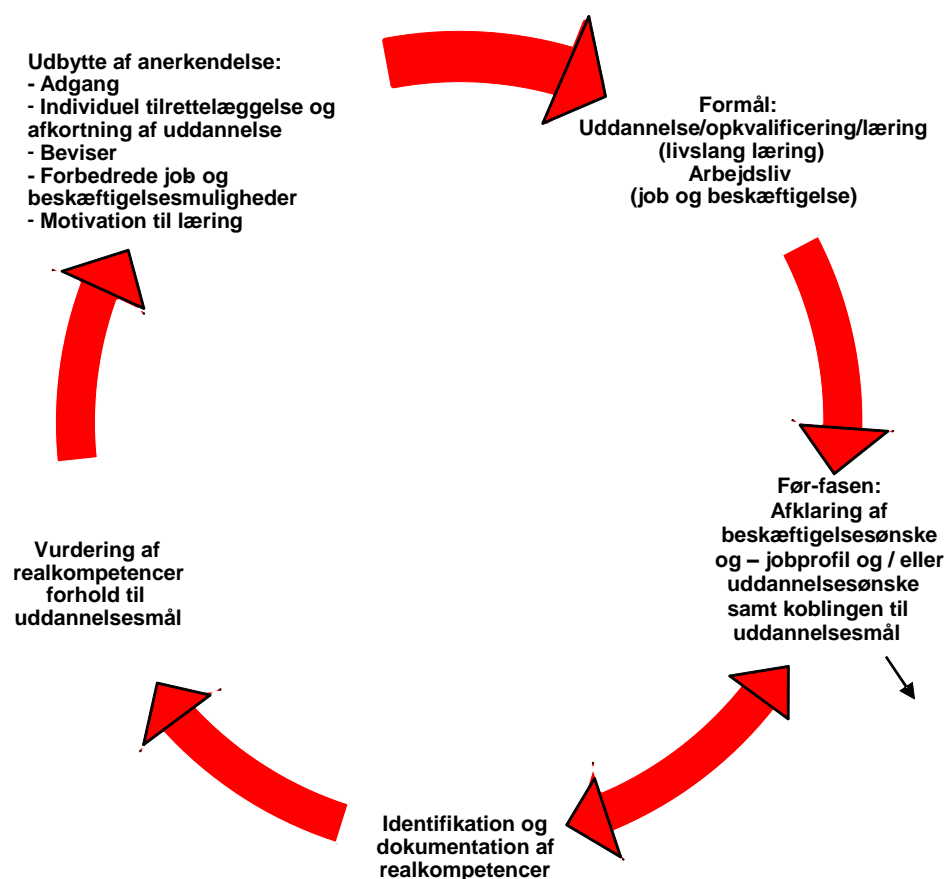 Udbytte af anerkendelse:
- Adgang
- Individuel tilrettelæggelse og
afkortning af uddannelse
- Beviser
- Forbedrede job og
beskæftigelsesmuligheder
- Motivation til læring
Formål:
Uddannelse/opkvalificering/læring
(livslang læring)
Arbejdsliv
(job og beskæftigelse)
Før-fasen:
Afklaring af
beskæftigelsesønske
og – jobprofil og / eller
uddannelsesønske
samt koblingen til
uddannelsesmål
Identifikation og
dokumentation af
realkompetencer
Vurdering af
realkompetencer
forhold til
uddannelsesmål